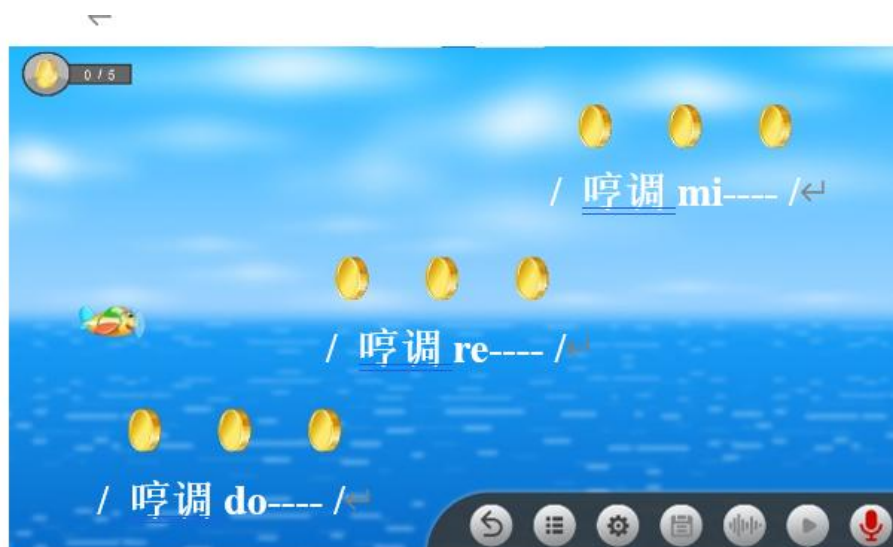 0 / 5
/ 哼调 mi---- /
/ 哼调 re---- /
/ 哼调 do---- /